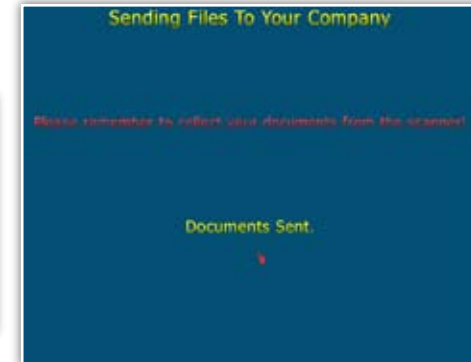 Sending Files To Your Company
Please remember to collect your documents from the scanner!
Documents Sent.